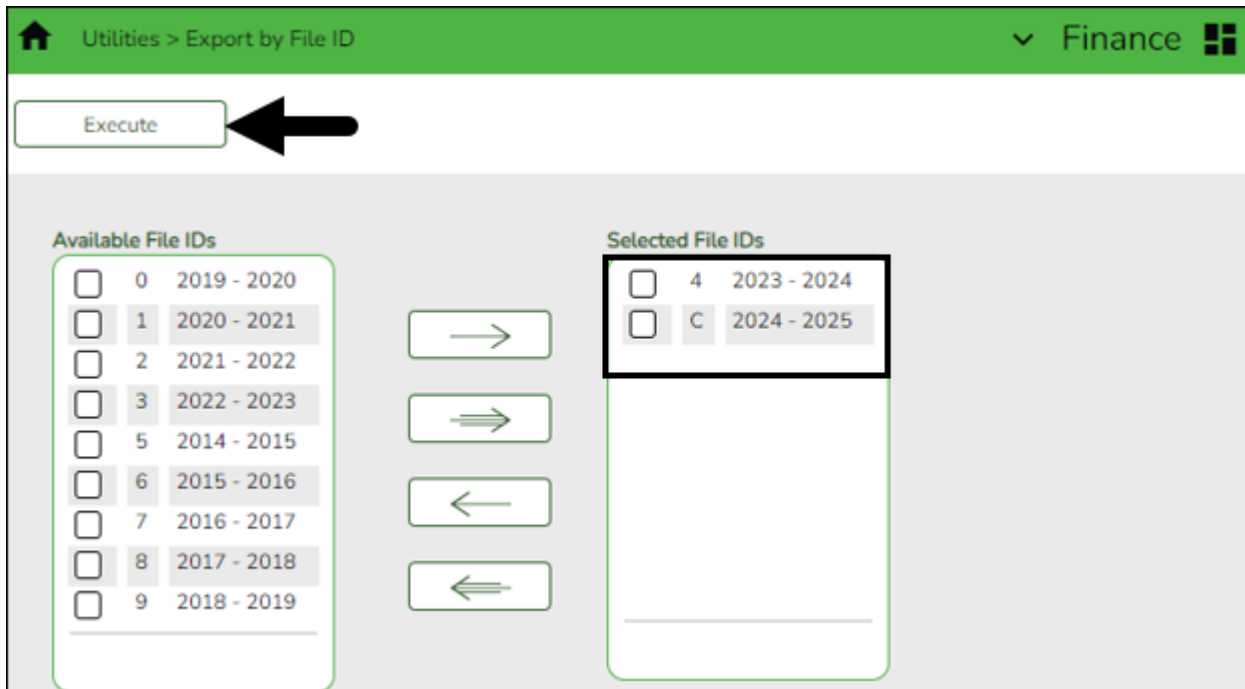 Utilities > Export by File ID
Finance
Execute
Available File IDs
0 2019 - 2020
1 2020 - 2021
2 2021 - 2022
3 2022 - 2023
5 2014 - 2015
6 2015 - 2016
7 2016 - 2017
8 2017 - 2018
9 2018 - 2019
Selected File IDs
4 2023 - 2024
C 2024 - 2025